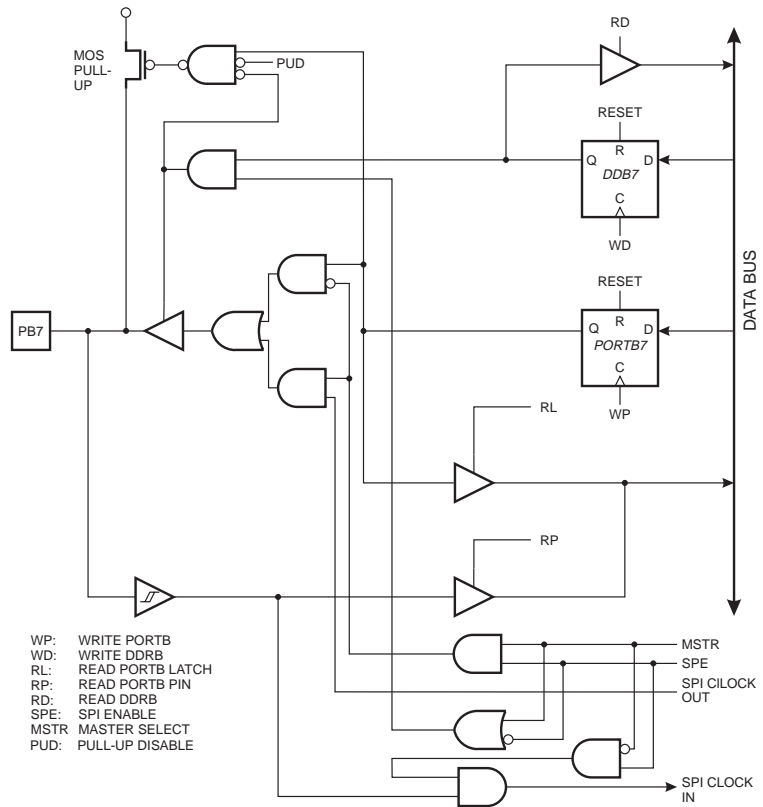 RD
MOS
PULL-
UP
PUD
RESET
R
Q
D
DDB7
C
WD
DATA BUS
RESET
R
Q
D
PORTB7
C
WP
PB7
RL
RP
MSTR
SPE
SPI ClLOCK
OUT
SPI CLOCK
IN
WP: WRITE PORTB
WD: WRITE DDRB
RL: READ PORTB LATCH
RP: READ PORTB PIN
RD: READ DDRB
SPE: SPI ENABLE
MSTR MASTER SELECT
PUD: PULL-UP DISABLE